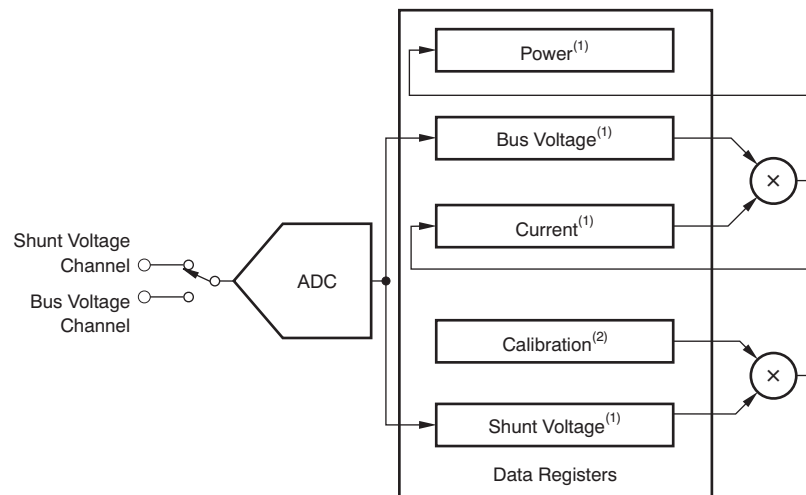 Power(1)
Bus Voltage(1)
×
Current(1)
Shunt Voltage
Channel
ADC
Bus Voltage
Channel
Calibration(2)
×
Shunt Voltage(1)
Data Registers